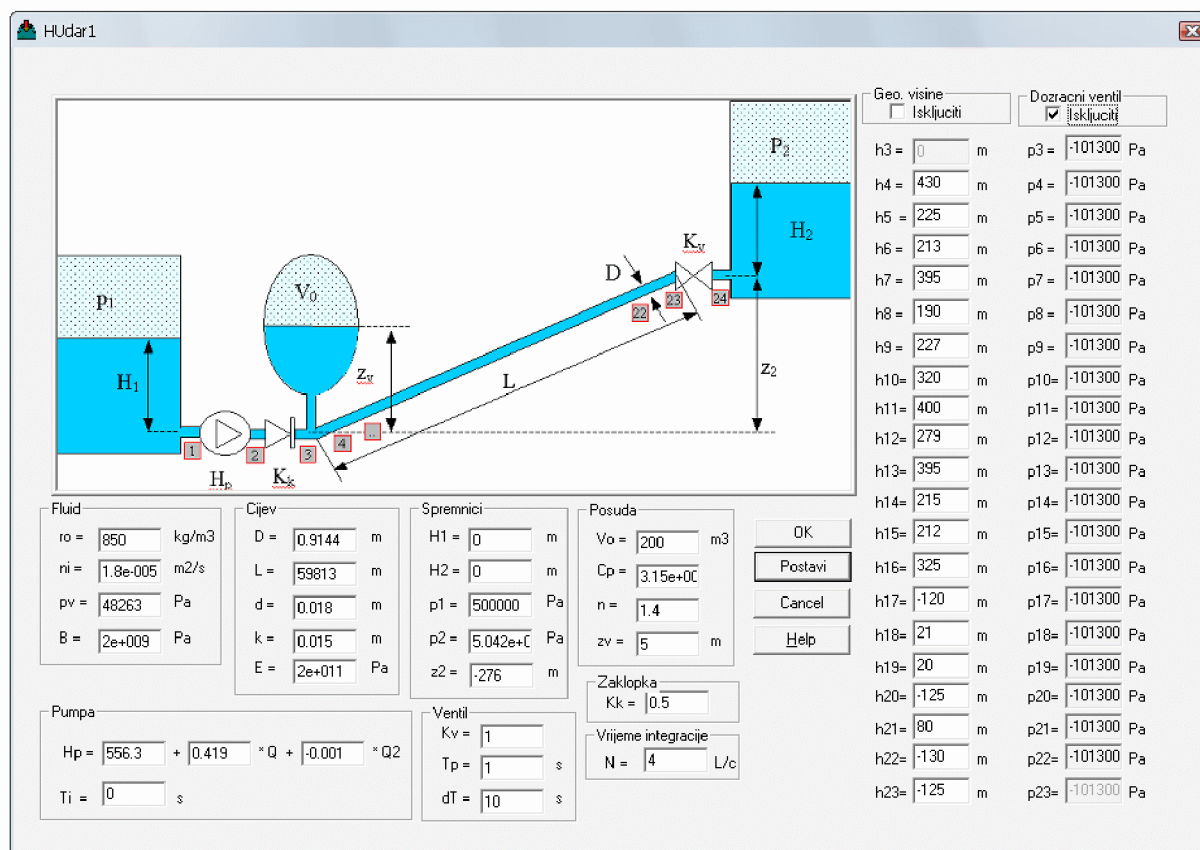 HUdar1
P2
H2
Kv
D
23
24
22
z2
L
V0
zv
p1
H1
1
2
3
4
..
Hp
Kk
Geo. visine
Iskljuciti
h3 = 0 m
h4 = 430 m
h5 = 225 m
h6 = 213 m
h7 = 395 m
h8 = 190 m
h9 = 227 m
h10= 320 m
h11= 400 m
h12= 279 m
h13= 395 m
h14= 215 m
h15= 212 m
h16= 325 m
h17= -120 m
h18= 21 m
h19= 20 m
h20= -125 m
h21= 80 m
h22= -130 m
h23= -125 m
Dozracni ventil
Iskljuciti
p3 = -101300 Pa
p4 = -101300 Pa
p5 = -101300 Pa
p6 = -101300 Pa
p7 = -101300 Pa
p8 = -101300 Pa
p9 = -101300 Pa
p10= -101300 Pa
p11= -101300 Pa
p12= -101300 Pa
p13= -101300 Pa
p14= -101300 Pa
p15= -101300 Pa
p16= -101300 Pa
p17= -101300 Pa
p18= -101300 Pa
p19= -101300 Pa
p20= -101300 Pa
p21= -101300 Pa
p22= -101300 Pa
p23= -101300 Pa
Fluid
ro = 850 kg/m3
ni = 1.8e-005 m2/s
pv = 48263 Pa
B = 2e+009 Pa
Cijev
D = 0.9144 m
L = 59813 m
d = 0.018 m
k = 0.015 m
E = 2e+011 Pa
Spremnici
H1 = 0 m
H2 = 0 m
p1 = 500000 Pa
p2 = 5.042e+0 Pa
z2 = -276 m
Posuda
Vo = 200 m3
Cp = 3.15e+00
n = 1.4
zv = 5 m
OK
Postavi
Cancel
Help
Zaklopka
Kk = 0.5
Vrijeme integracije
N = 4 L/c
Pumpa
Hp = 556.3 + 0.419 *Q + -0.001 *Q2
Ti = 0 s
Ventil
Kv = 1
Tp = 1 s
dT = 10 s